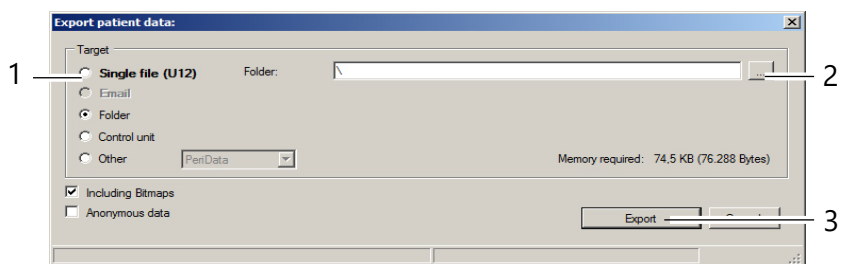 Export patient data:
Target
1 Single file (U12) Folder: \ ... 2
Email
Folder
Control unit
Other PeriData Memory required: 74,5 KB (76.288 Bytes)
Including Bitmaps
Anonymous data
Export 3